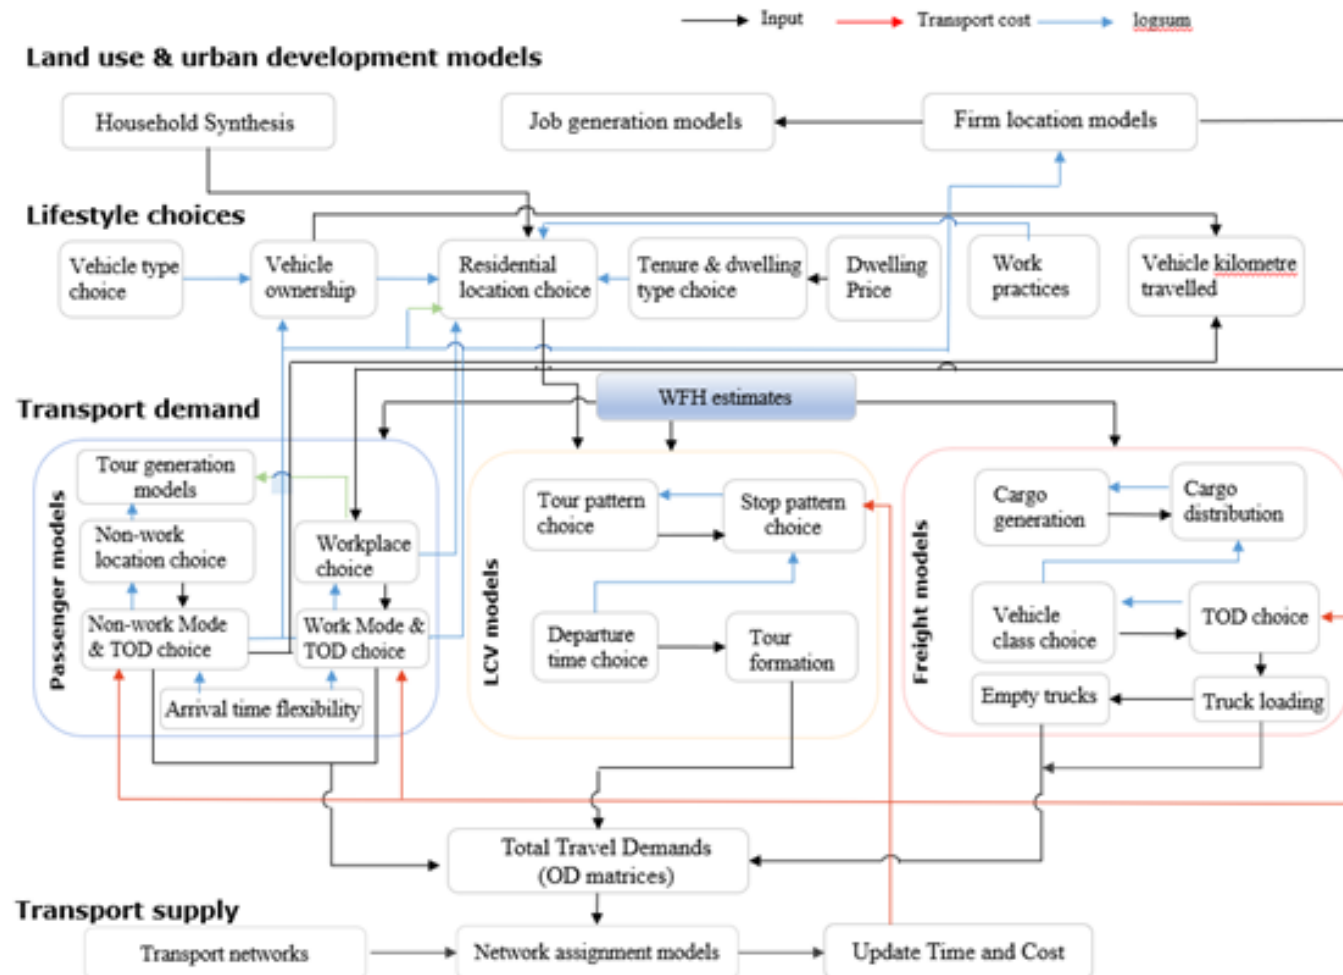 Input
Transport cost
logsum
Land use & urban development models
Household Synthesis
Job generation models
Firm location models
Lifestyle choices
Vehicle type
choice
Vehicle
ownership
Residential
location choice
Tenure & dwelling
type choice
Dwelling
Price
Work
practices
Vehicle kilometre
travelled
Transport demand
WFH estimates
Passenger models
Tour generation
models
Non-work
location choice
Workplace
choice
Non-work Mode
& TOD choice
Work Mode &
TOD choice
Arrival time flexibility
LCV models
Tour pattern
choice
Stop pattern
choice
Departure
time choice
Tour
formation
Freight models
Cargo
generation
Cargo
distribution
Vehicle
class choice
TOD choice
Empty trucks
Truck loading
Total Travel Demands
(OD matrices)
Transport supply
Transport networks
Network assignment models
Update Time and Cost